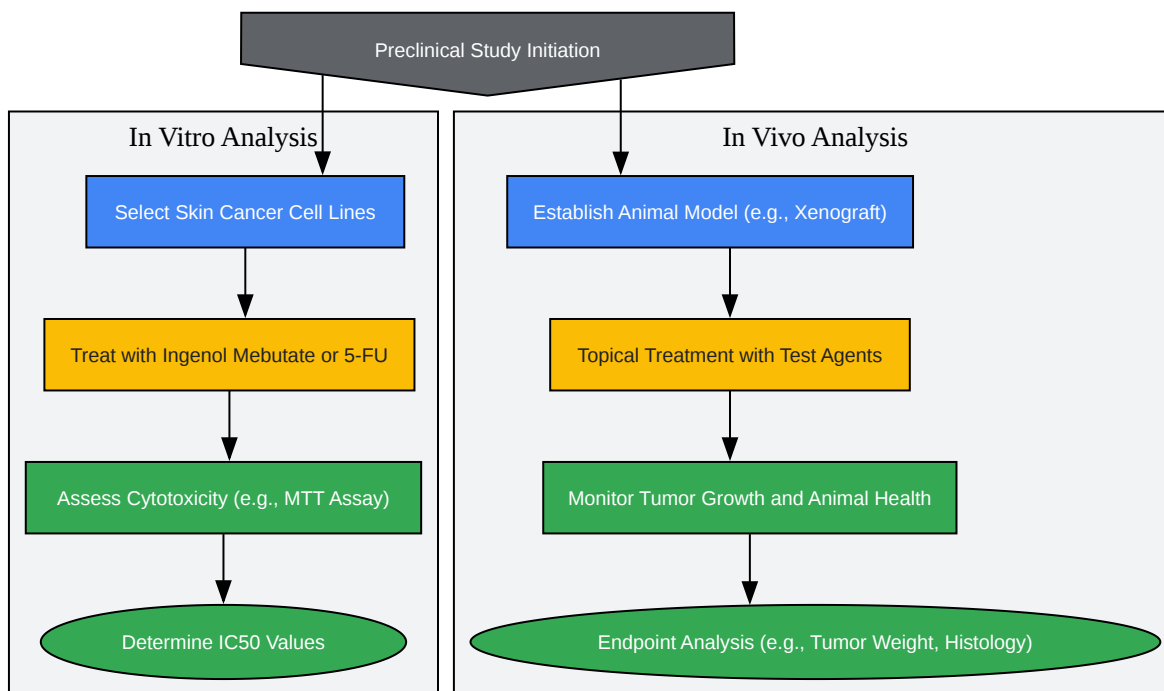 Preclinical Study Initiation
In Vitro Analysis
Select Skin Cancer Cell Lines
Treat with Ingenol Mebutate or 5-FU
Assess Cytotoxicity (e.g., MTT Assay)
Determine IC50 Values
In Vivo Analysis
Establish Animal Model (e.g., Xenograft)
Topical Treatment with Test Agents
Monitor Tumor Growth and Animal Health
Endpoint Analysis (e.g., Tumor Weight, Histology)